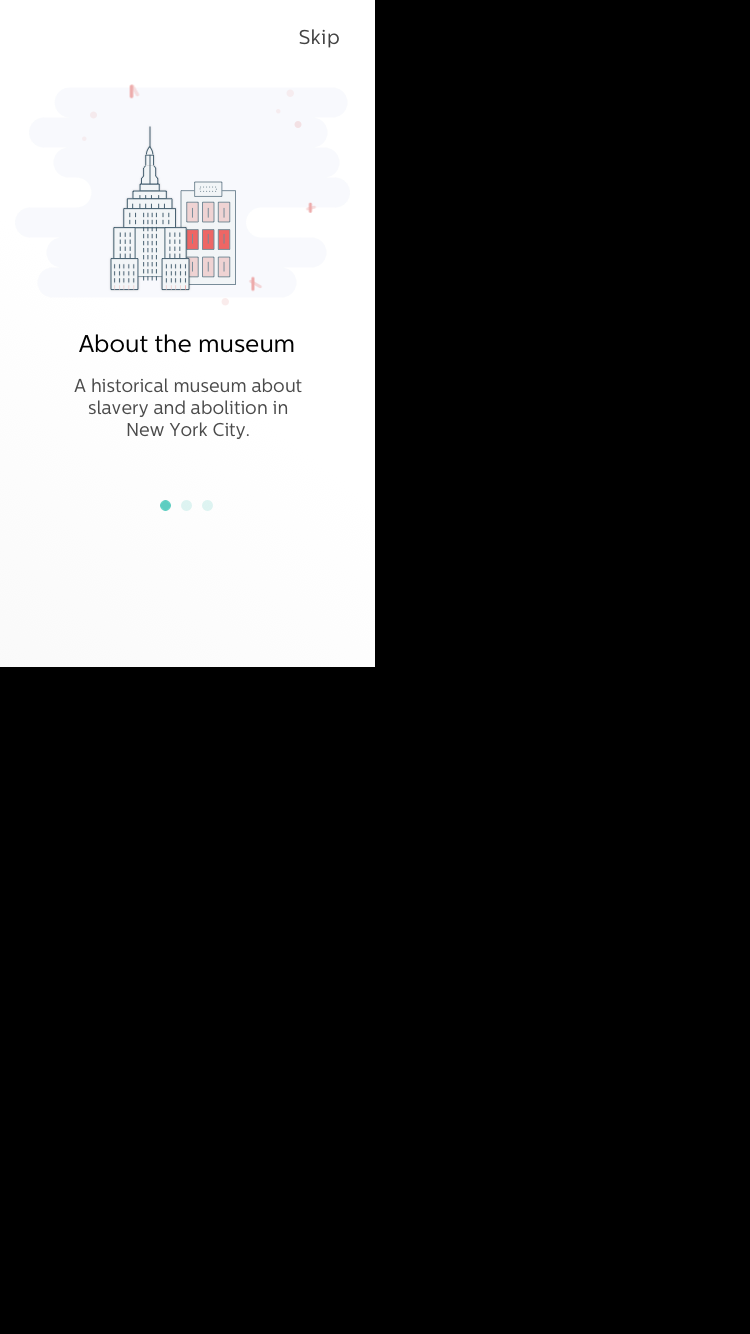 Skip
About the museum
A historical museum about
slavery and abolition in
New York City.